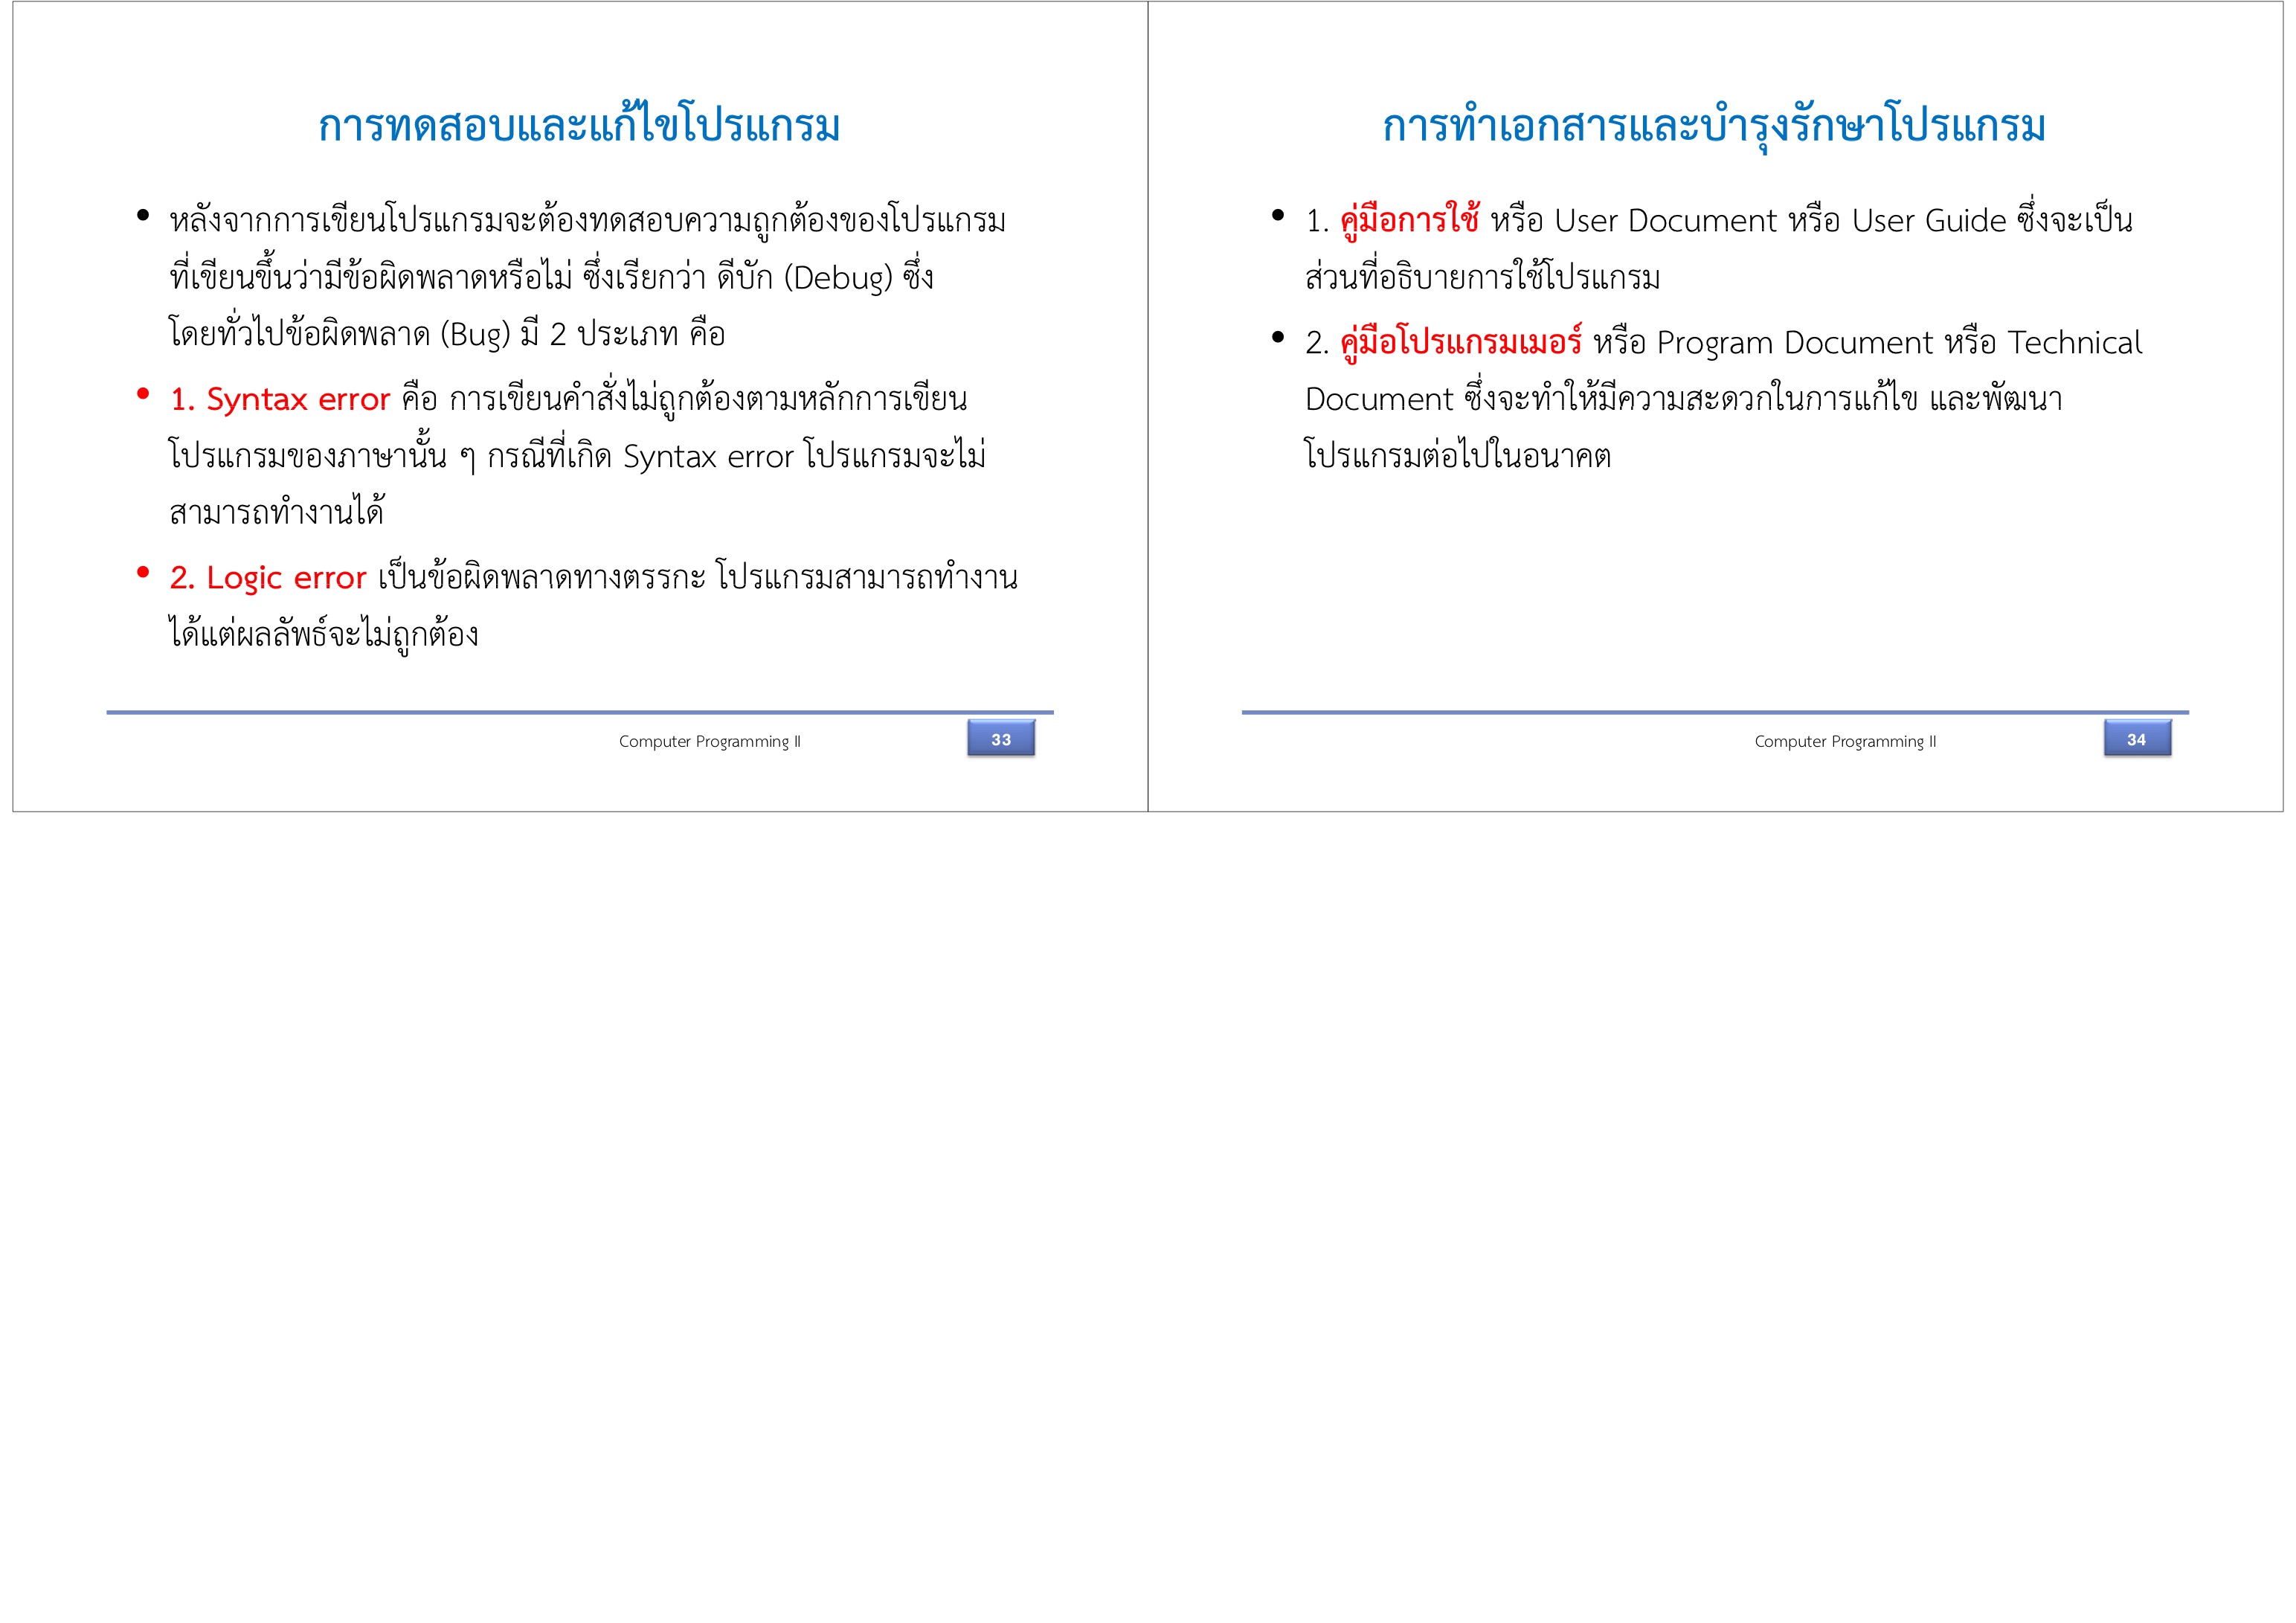 การทดสอบและแก้ไขโปรแกรม
• หลังจากการเขียนโปรแกรมจะต้องทดสอบความถูกต้องของโปรแกรม
ที่เขียนขึ้นว่ามีข้อผิดพลาดหรือไม่ ซึ่งเรียกว่า ดีบัก (Debug) ซึ่ง
โดยทั่วไปข้อผิดพลาด (Bug) มี 2 ประเภท คือ
• 1. Syntax error คือ การเขียนคำสั่งไม่ถูกต้องตามหลักการเขียน
โปรแกรมของภาษานั้น ๆ กรณีที่เกิด Syntax error โปรแกรมจะไม่
สามารถทำงานได้
• 2. Logic error เป็นข้อผิดพลาดทางตรรกะ โปรแกรมสามารถทำงาน
ได้แต่ผลลัพธ์จะไม่ถูกต้อง
Computer Programming II
33
การทำเอกสารและบำรุงรักษาโปรแกรม
• 1. คู่มือการใช้ หรือ User Document หรือ User Guide ซึ่งจะเป็น
ส่วนที่อธิบายการใช้โปรแกรม
• 2. คู่มือโปรแกรมเมอร์ หรือ Program Document หรือ Technical
Document ซึ่งจะทำให้มีความสะดวกในการแก้ไข และพัฒนา
โปรแกรมต่อไปในอนาคต
Computer Programming II
34